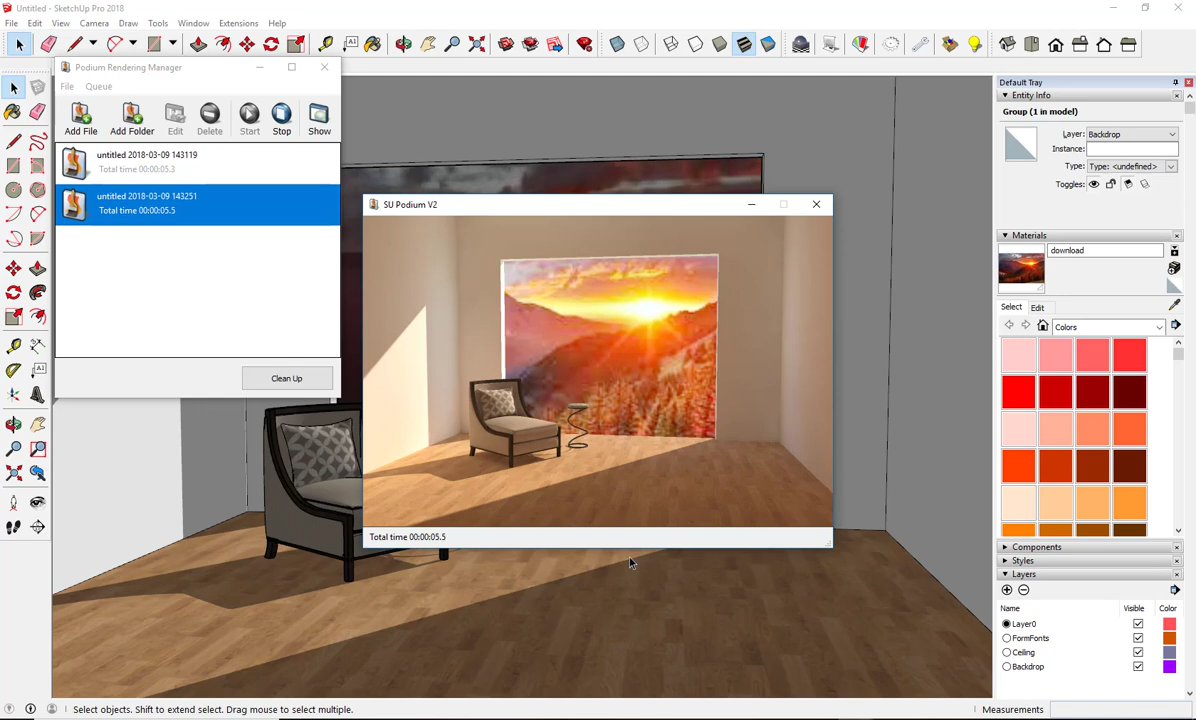 Untitled - SketchUp Pro 2018
File Edit View Camera Draw Tools Window Extensions Help
Podium Rendering Manager
File Queue
Add File Add Folder Edit Delete Start Stop Show
untitled 2018-03-09 143119
Total time 00:00:05.3
untitled 2018-03-09 143251
Total time 00:00:05.5
Clean Up
SU Podium V2
Total time 00:00:05.5
Default Tray
Entity Info
Group (1 in model)
Layer: Backdrop
Instance:
Type: Type: <undefined>
Toggles:
Materials
download
Select Edit
Colors
Components
Styles
Layers
Name Visible Color
Layer0
FormFonts
Ceiling
Backdrop
Select objects. Shift to extend select. Drag mouse to select multiple.
Measurements